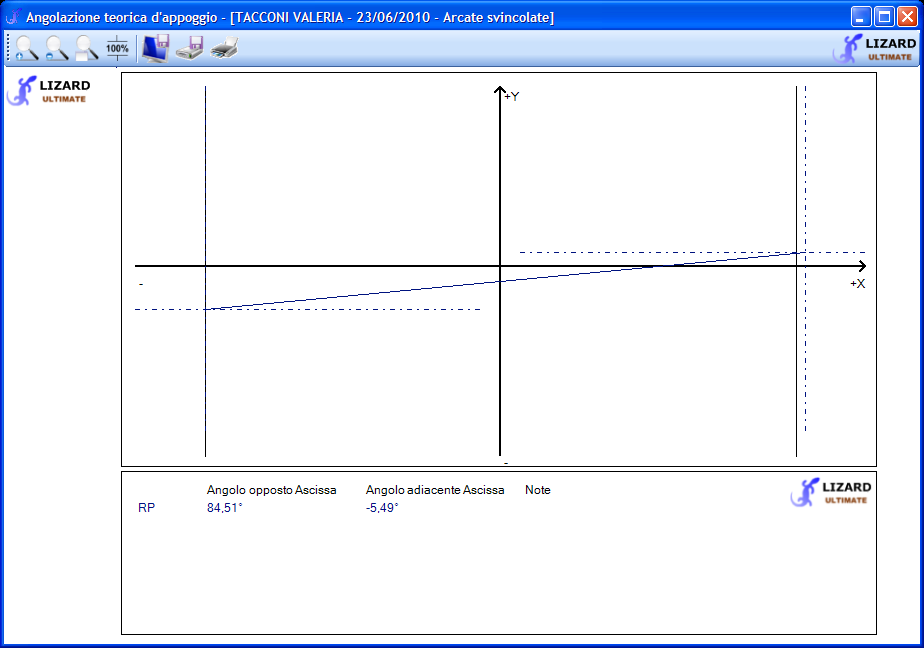 Angolazione teorica d'appoggio - [TACCONI VALERIA - 23/06/2010 - Arcate svincolate]
100%
LIZARD
ULTIMATE
LIZARD
ULTIMATE
+Y
-
+X
-
Angolo opposto Ascissa Angolo adiacente Ascissa Note
RP 84,51° -5,49°
LIZARD
ULTIMATE